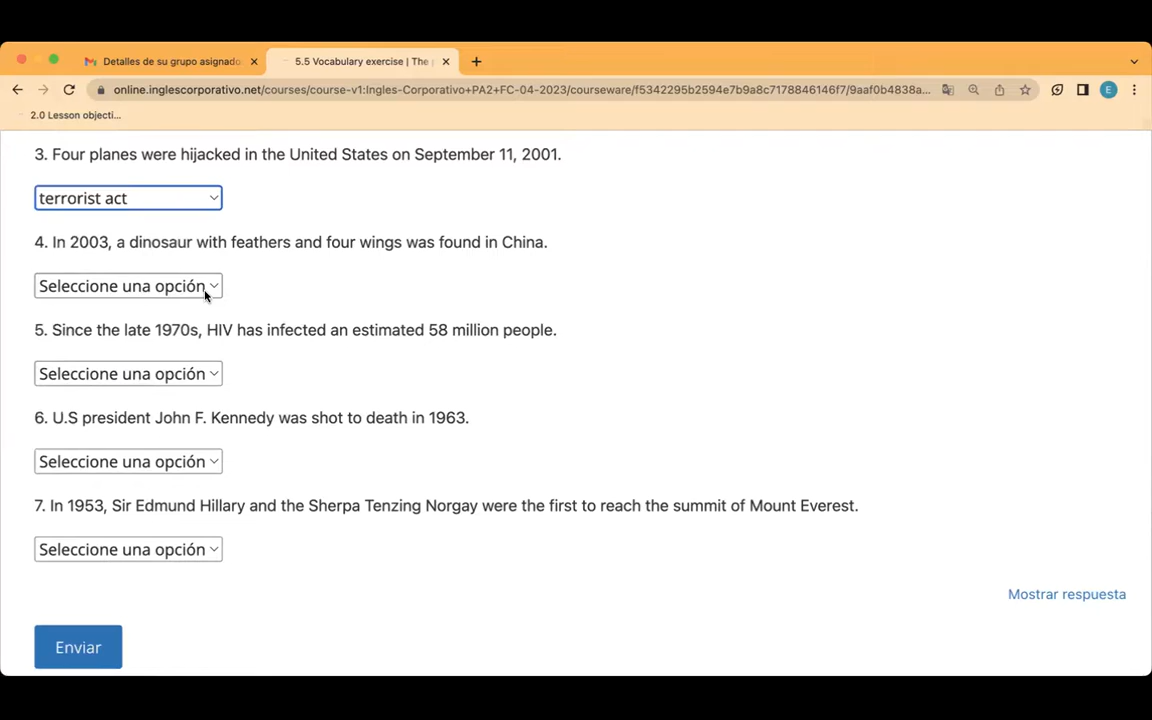 Detalles de su grupo asignado
5.5 Vocabulary exercise | The p
online.inglescorporativo.net/courses/course-v1:Ingles-Corporativo+PA2+FC-04-2023/courseware/f5342295b2594e7b9a8c7178846146f7/9aaf0b4838a...
E
2.0 Lesson objecti...
3. Four planes were hijacked in the United States on September 11, 2001.
terrorist act
4. In 2003, a dinosaur with feathers and four wings was found in China.
Seleccione una opción
5. Since the late 1970s, HIV has infected an estimated 58 million people.
Seleccione una opción
6. U.S president John F. Kennedy was shot to death in 1963.
Seleccione una opción
7. In 1953, Sir Edmund Hillary and the Sherpa Tenzing Norgay were the first to reach the summit of Mount Everest.
Seleccione una opción
Mostrar respuesta
Enviar